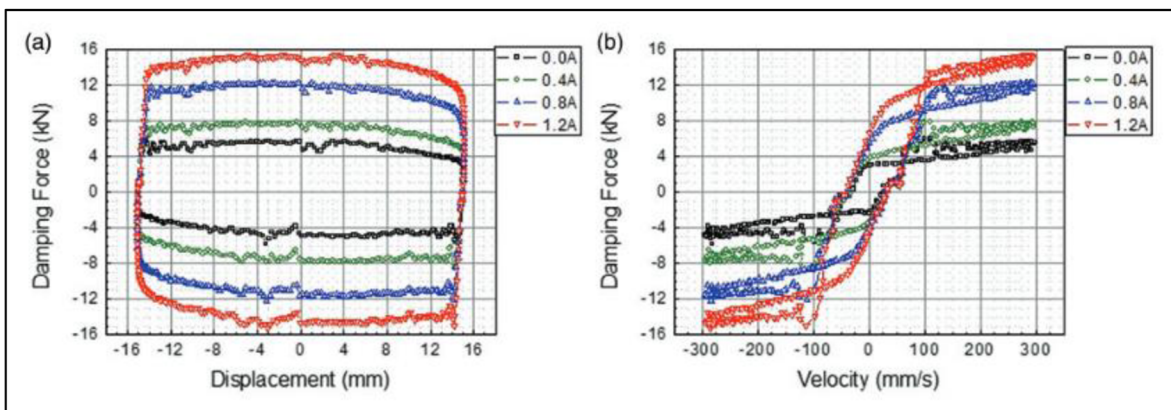 (a)
16
12
8
4
0
-4
-8
-12
-16
Damping Force (kN)
-16 -12 -8 -4 0 4 8 12 16
Displacement (mm)
0.0A
0.4A
0.8A
1.2A
(b)
16
12
8
4
0
-4
-8
-12
-16
Damping Force (kN)
-300 -200 -100 0 100 200 300
Velocity (mm/s)
0.0A
0.4A
0.8A
1.2A